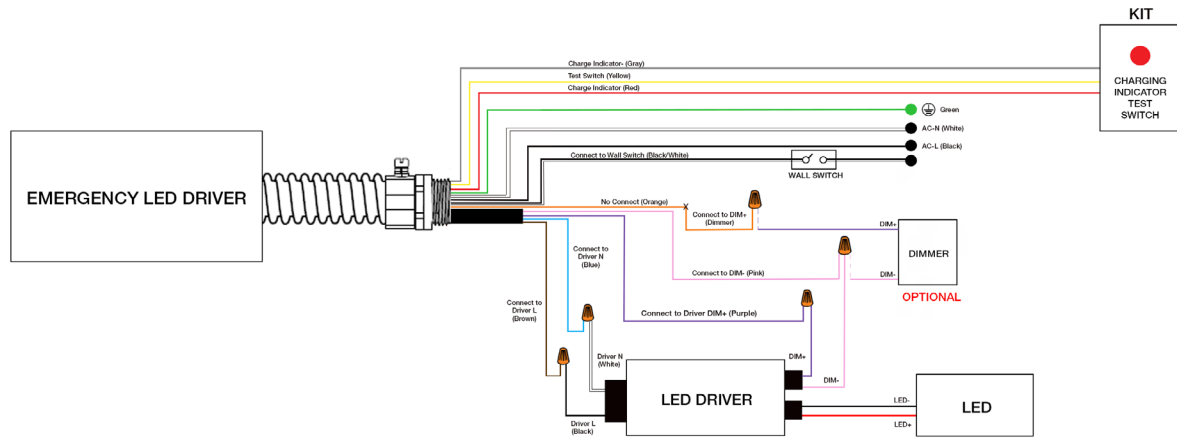 KIT
CHARGING
INDICATOR
TEST
SWITCH
Charge Indicator- (Gray)
Test Switch (Yellow)
Charge Indicator (Red)
Green
AC-N (White)
AC-L (Black)
Connect to Wall Switch (Black/White)
WALL SWITCH
EMERGENCY LED DRIVER
No Connect (Orange)
X
Connect to DIM+
(Dimmer)
DIM+
DIMMER
DIM-
OPTIONAL
Connect to
Driver N
(Blue)
Connect to DIM- (Pink)
Connect to
Driver L
(Brown)
Connect to Driver DIM+ (Purple)
Driver N
(White)
DIM+
DIM-
LED DRIVER
Driver L
(Black)
LED-
LED+
LED